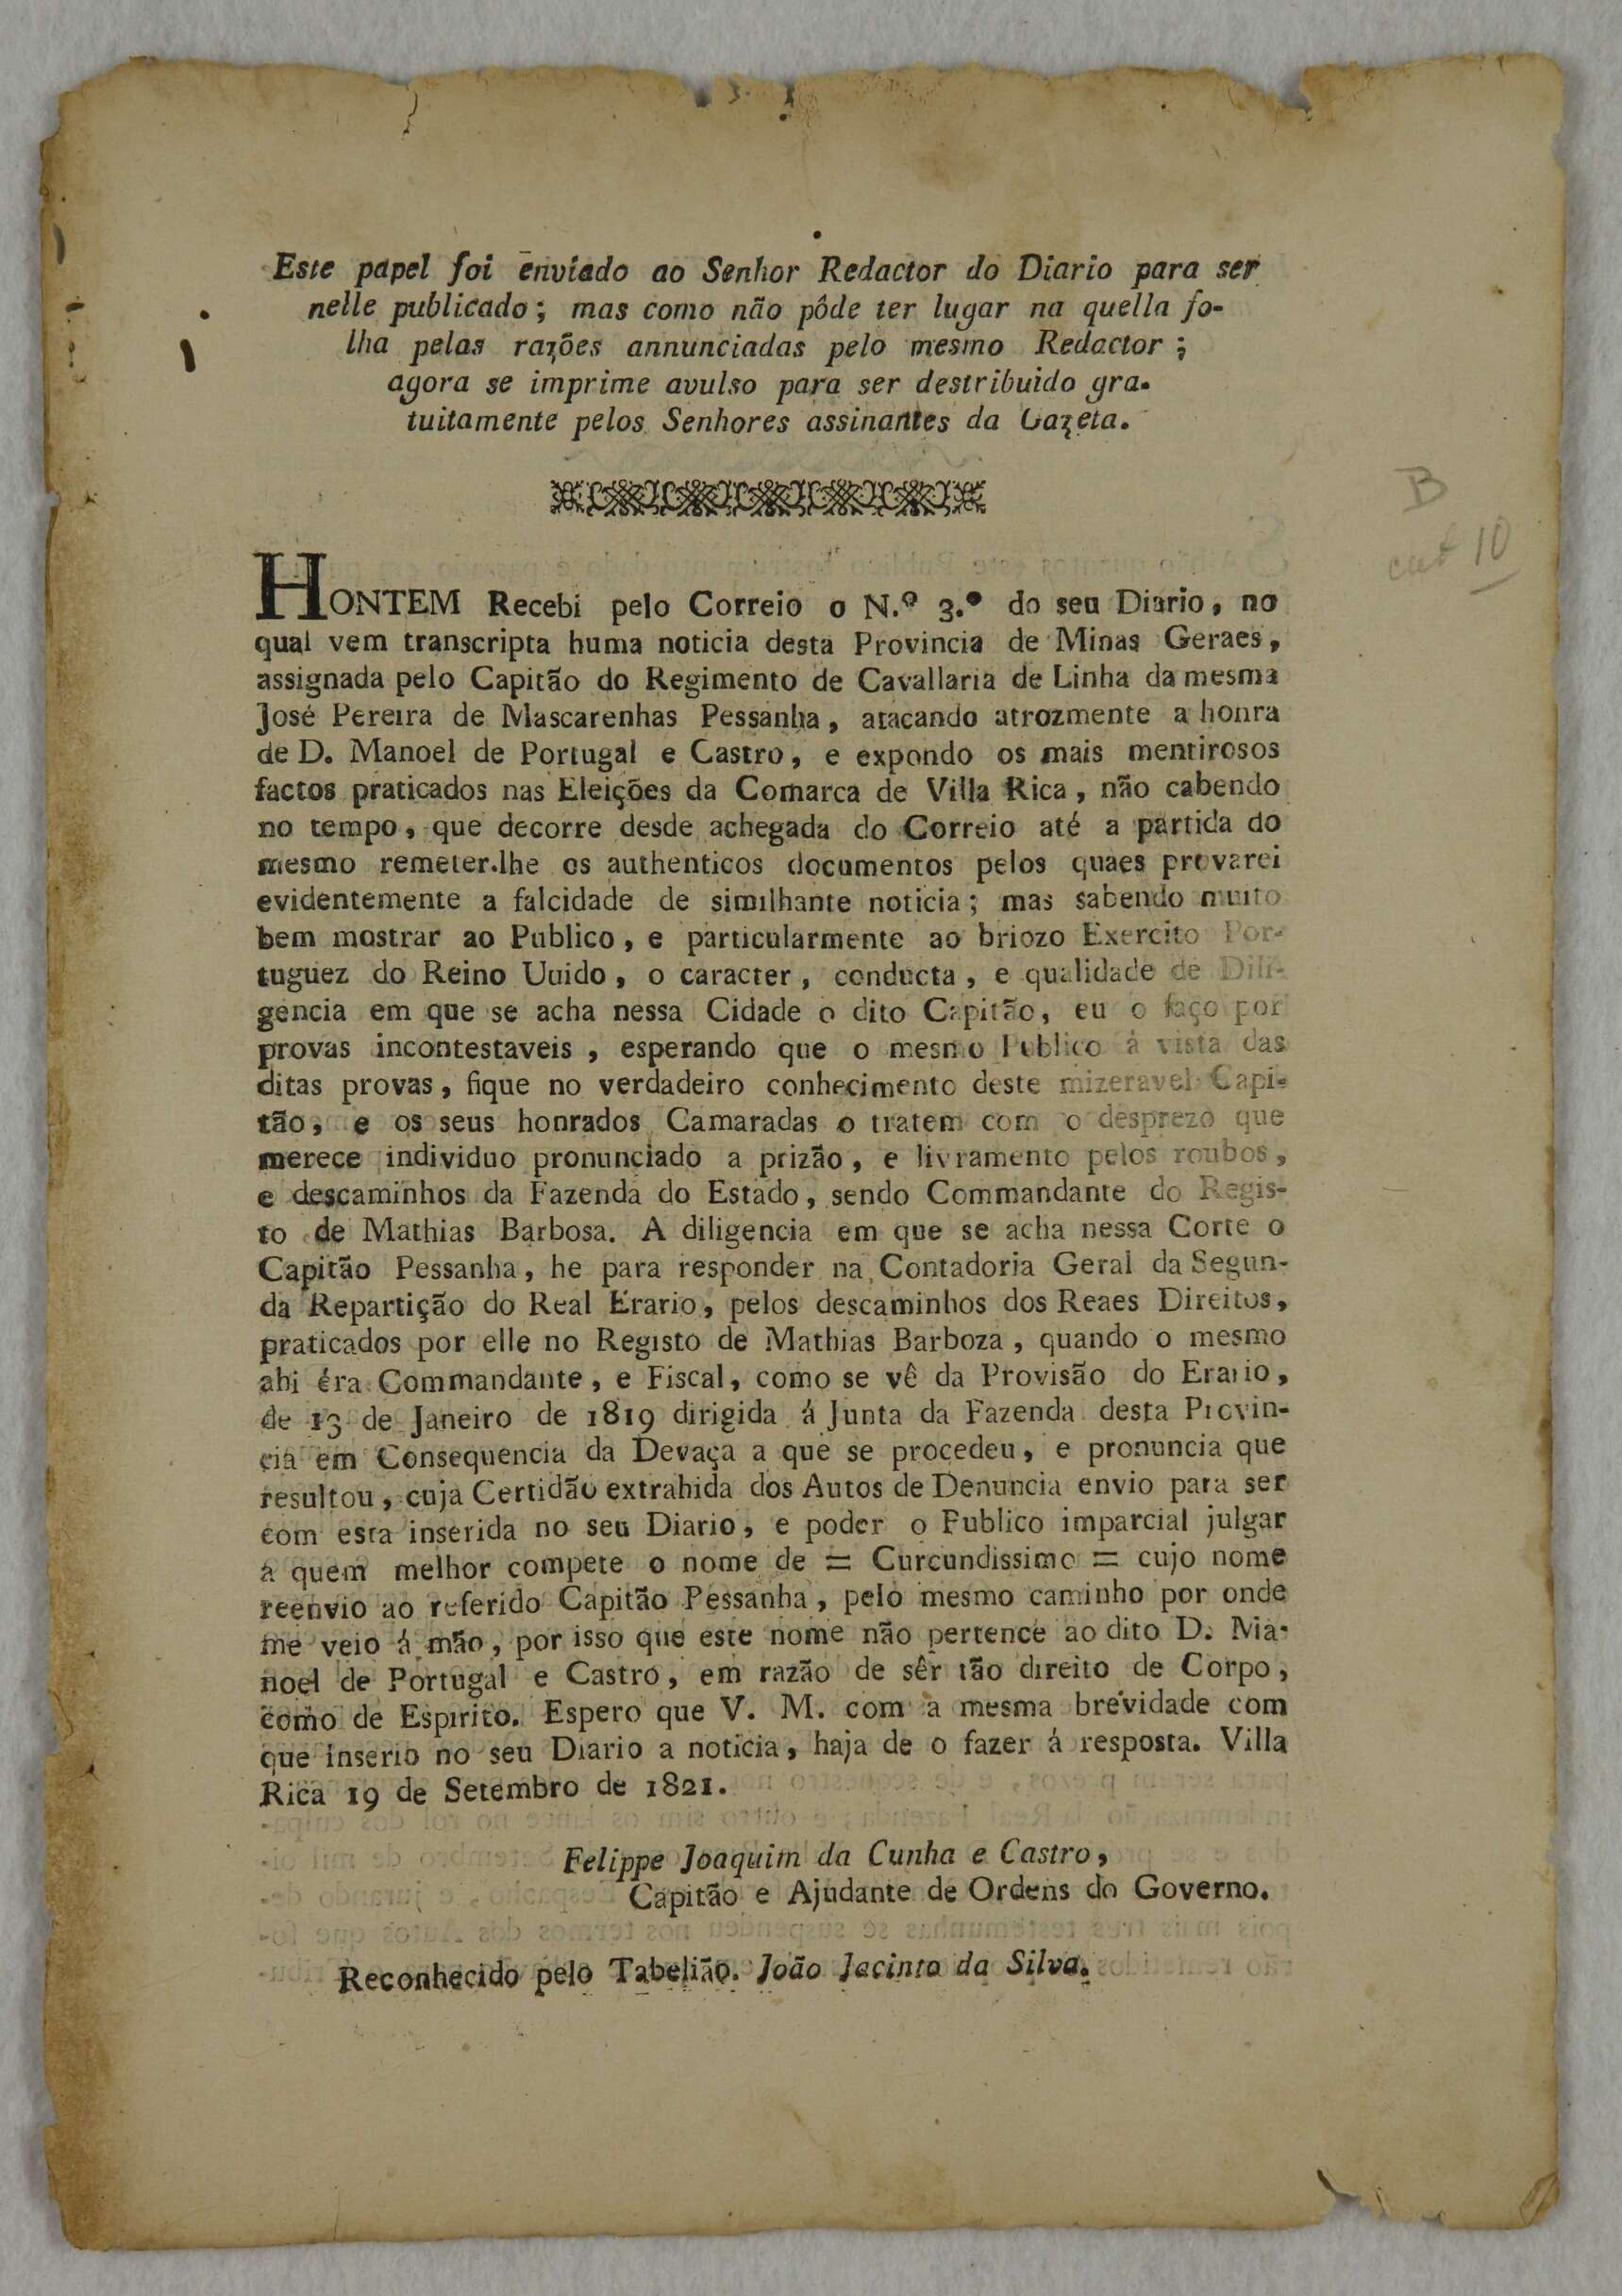 Este papel foi enviado ao Senhor Redactor do Diario para ser
nelle publicado; mas como não pôde ter lugar na quella fo-
lha pelas razões annunciadas pelo mesmo Redactor;
agora se imprime avulso para ser destribuido gra-
tuitamente pelos Senhores assinantes da Gazeta.
HONTEM Recebi pelo Correio o N.º 3.º do seu Diario, no
qual vem transcripta huma noticia desta Provincia de Minas Geraes,
assignada pelo Capitão do Regimento de Cavallaria de Linha da mesma
José Pereira de Mascarenhas Pessanha, atacando atrozmente a honra
de D. Manoel de Portugal e Castro, e expondo os mais mentirosos
factos praticados nas Eleições da Comarca de Villa Rica, não cabendo
no tempo, que decorre desde achegada do Correio até a partida do
mesmo remeter-lhe os authenticos documentos pelos quaes provarei
evidentemente a falcidade de similhante noticia; mas sabendo muito
bem mostrar ao Publico, e particularmente ao briozo Exercito Por-
tuguez do Reino Uuido, o caracter, conducta, e qualidade de Dili-
gencia em que se acha nessa Cidade o dito Capitão, eu o faço por
provas incontestaveis, esperando que o mesmo Publico á vista das
ditas provas, fique no verdadeiro conhecimento deste mizeravel Capi-
tão, e os seus honrados Camaradas o tratem com o desprezo que
merece individuo pronunciado a prizão, e livramento pelos roubos,
e descaminhos da Fazenda do Estado, sendo Commandante do Regis-
to de Mathias Barbosa. A diligencia em que se acha nessa Corte o
Capitão Pessanha, he para responder na Contadoria Geral da Segun-
da Repartição do Real Erario, pelos descaminhos dos Reaes Direitos,
praticados por elle no Registo de Mathias Barboza, quando o mesmo
ahi éra Commandante, e Fiscal, como se vê da Provisão do Erario,
de 13 de Janeiro de 1819 dirigida á Junta da Fazenda desta Provin-
cia em Consequencia da Devaça a que se procedeu, e pronuncia que
resultou, cuja Certidão extrahida dos Autos de Denuncia envio para ser
com esta inserida no seu Diario, e poder o Publico imparcial julgar
a quem melhor compete o nome de = Curcundissimo = cujo nome
reenvio ao referido Capitão Pessanha, pelo mesmo caminho por onde
me veio á mão, por isso que este nome não pertence ao dito D. Ma-
noel de Portugal e Castro, em razão de sêr tão direito de Corpo,
como de Espirito. Espero que V. M. com a mesma brevidade com
que inserio no seu Diario a noticia, haja de o fazer á resposta. Villa
Rica 19 de Setembro de 1821.
Felippe Joaquim da Cunha e Castro,
Capitão e Ajudante de Ordens do Governo.
Reconhecido pelo Tabelião. João Jacinto da Silva.
B
cat 10